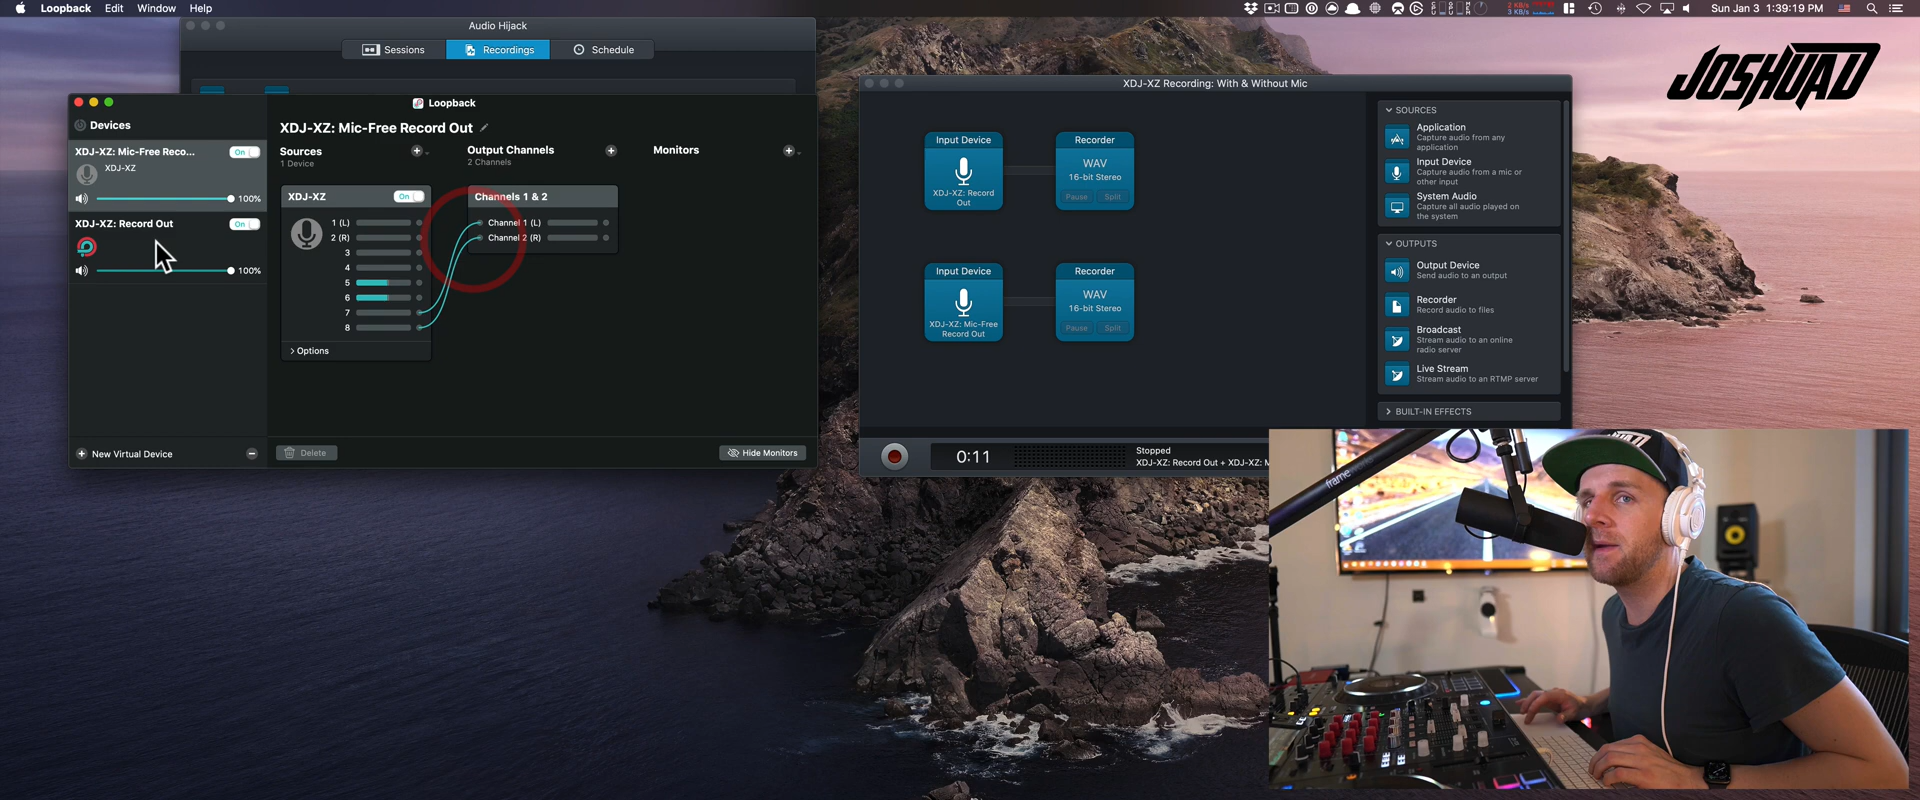 Loopback Edit Window Help
2 KB/s
3 KB/s
Sun Jan 3 1:39:19 PM
Audio Hijack
Sessions Recordings Schedule
JOSHUAD
Loopback
Devices
XDJ-XZ: Mic-Free Reco... On
XDJ-XZ
100%
XDJ-XZ: Record Out On
100%
New Virtual Device
XDJ-XZ: Mic-Free Record Out
Sources
1 Device
Output Channels
2 Channels
Monitors
XDJ-XZ On
1 (L)
2 (R)
3
4
5
6
7
8
Options
Channels 1 & 2
Channel 1 (L)
Channel 2 (R)
Delete
Hide Monitors
XDJ-XZ Recording: With & Without Mic
Input Device
XDJ-XZ: Record
Out
Recorder
WAV
16-bit Stereo
Pause Split
Input Device
XDJ-XZ: Mic-Free
Record Out
Recorder
WAV
16-bit Stereo
Pause Split
SOURCES
Application
Capture audio from any
application
Input Device
Capture audio from a mic or
other input
System Audio
Capture all audio played on
the system
OUTPUTS
Output Device
Send audio to an output
Recorder
Record audio to files
Broadcast
Stream audio to an online
radio server
Live Stream
Stream audio to an RTMP server
BUILT-IN EFFECTS
0:11
Stopped
XDJ-XZ: Record Out + XDJ-XZ: M